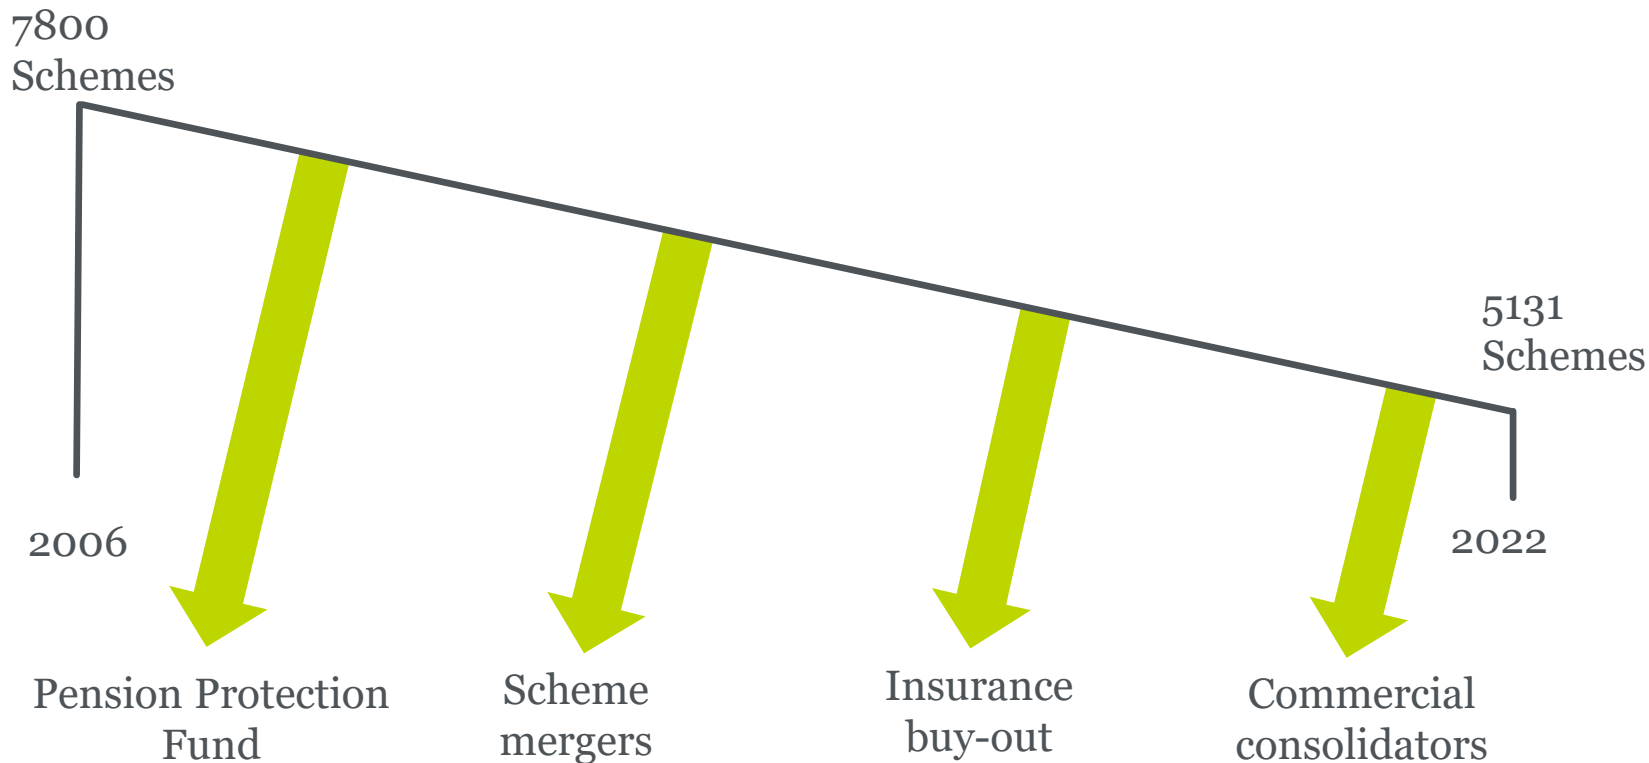 7800
Schemes
5131
Schemes
2006
2022
Pension Protection
Fund
Scheme
mergers
Insurance
buy-out
Commercial
consolidators